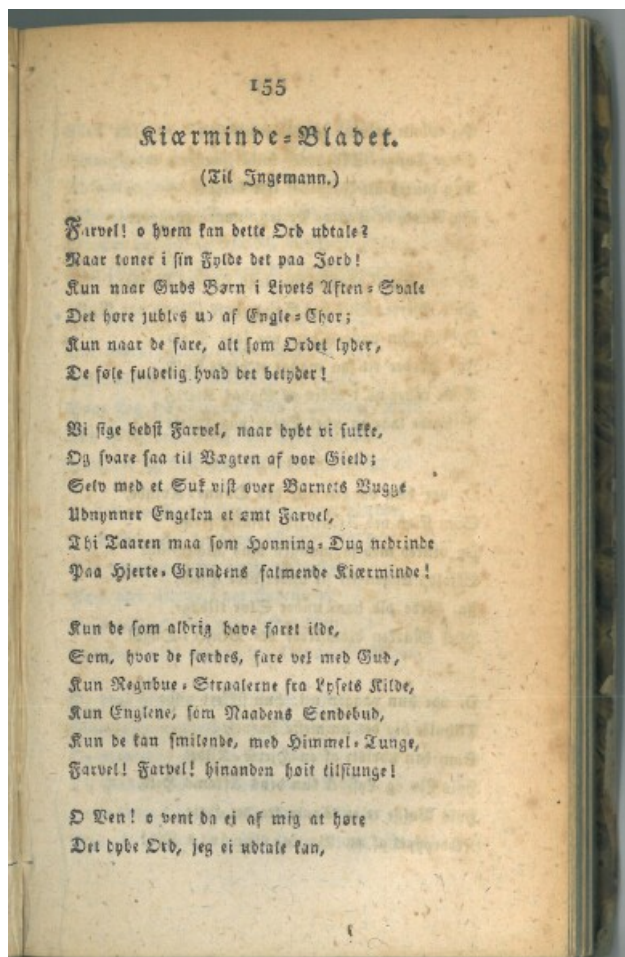 155
Kiærminde-Bladet.
(Til Ingemann.)
Farvel! o hvem kan dette Ord udtale?
Naar toner i sin Fylde det paa Jord!
Kun naar Guds Børn i Livets Aften-Svale
Det høre jubles ud af Engle-Chor;
Kun naar de fare, alt som Ordet lyder,
De føle fuldelig hvad det betyder!
Vi sige bedst Farvel, naar dybt vi sukke,
Og svare saa til Vægten af vor Gield;
Selv med et Suk vist over Barnets Vugge
Udnynner Engelen et ømt Farvel,
Thi Taaren maa som Honning-Dug nedrinde
Paa Hjerte-Grundens falmende Kiærminde!
Kun de som aldrig have faret ilde,
Som, hvor de færdes, fare vel med Gud,
Kun Regnbue-Straalerne fra Lysets Kilde,
Kun Englene, som Naadens Sendebud,
Kun de kan smilende, med Himmel-Tunge,
Farvel! Farvel! hinanden høit tilsiunge!
O Ven! o vent da ei af mig at høre
Det dybe Ord, jeg ei udtale kan,